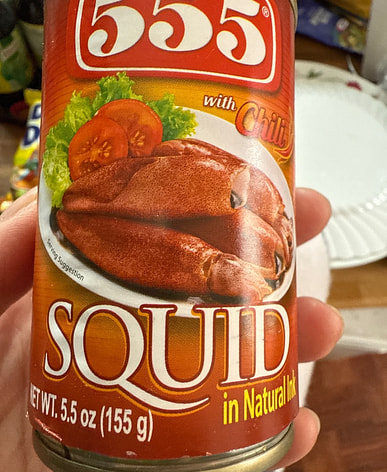 555®
with Chili
Serving Suggestion
SQUID
in Natural Ink
NET WT. 5.5 oz (155 g)